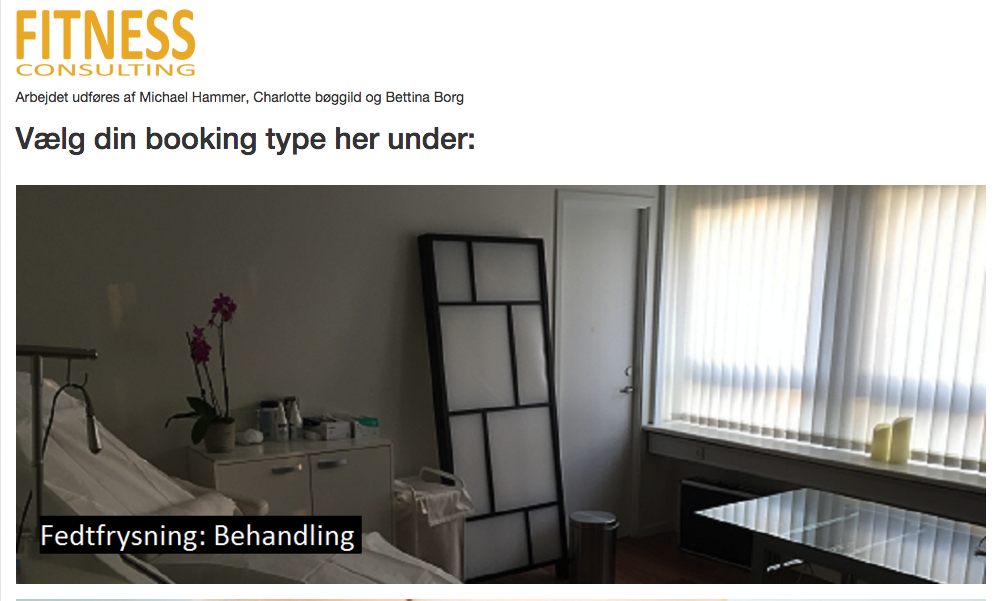 FITNESS
CONSULTING
Arbejdet udføres af Michael Hammer, Charlotte bøggild og Bettina Borg
Vælg din booking type her under:
Fedtfrysning: Behandling